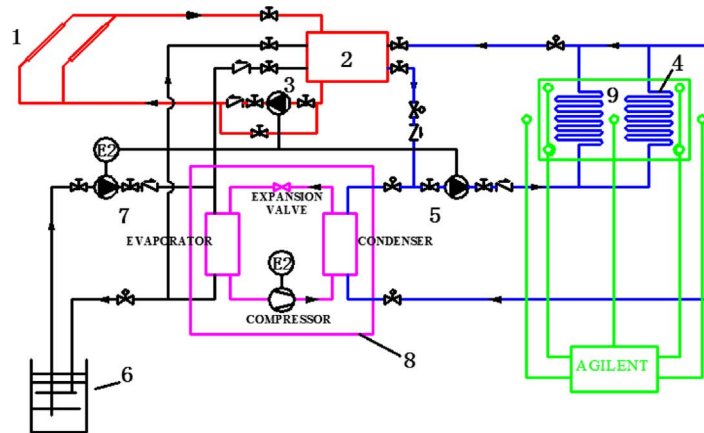 1
2
3
4
9
E2
7
5
EXPANSION
VALVE
EVAPORATOR
CONDENSER
E2
COMPRESSOR
8
6
AGILENT